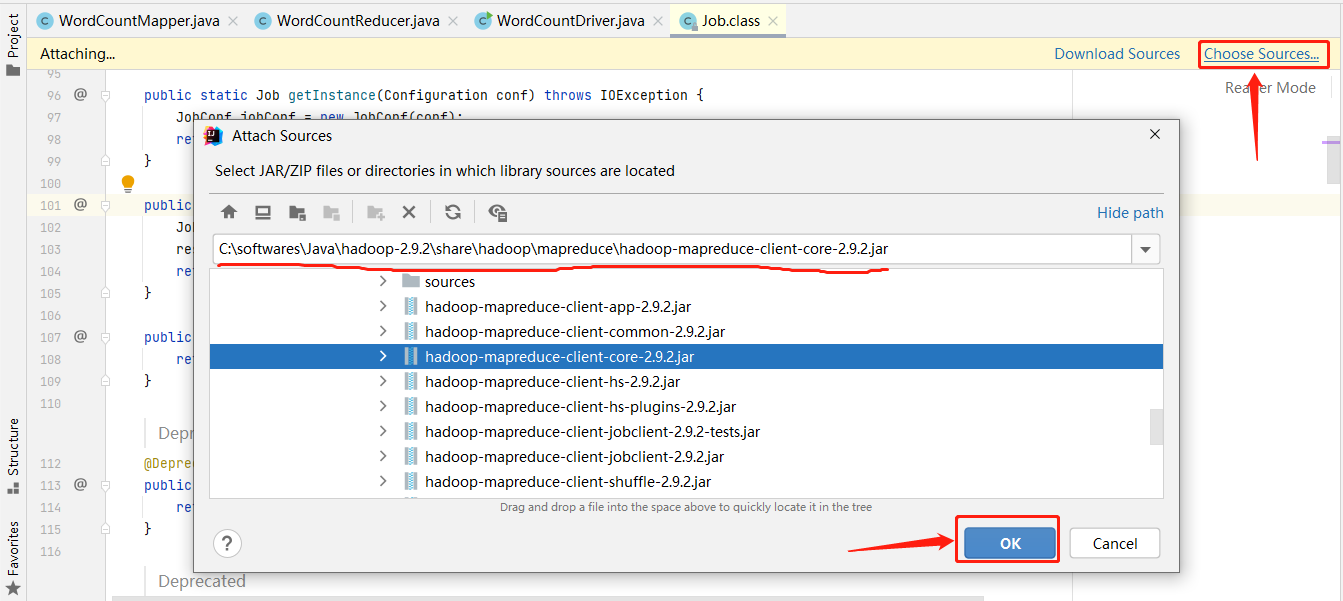 Project
WordCountMapper.java
WordCountReducer.java
WordCountDriver.java
Job.class
Attaching...
Download Sources
Choose Sources...
Reader Mode
95
96 @ public static Job getInstance(Configuration conf) throws IOException {
97 JobConf jobConf = new JobConf(conf);
98 re
99 }
100
101 @ public
102 Jo
103 re
104 re
105 }
106
107 @ public
108 re
109 }
110
Depr
112 @Depre
113 @ public
114 re
115 }
116
Deprecated
Attach Sources
Select JAR/ZIP files or directories in which library sources are located
Hide path
C:\softwares\Java\hadoop-2.9.2\share\hadoop\mapreduce\hadoop-mapreduce-client-core-2.9.2.jar
sources
hadoop-mapreduce-client-app-2.9.2.jar
hadoop-mapreduce-client-common-2.9.2.jar
hadoop-mapreduce-client-core-2.9.2.jar
hadoop-mapreduce-client-hs-2.9.2.jar
hadoop-mapreduce-client-hs-plugins-2.9.2.jar
hadoop-mapreduce-client-jobclient-2.9.2-tests.jar
hadoop-mapreduce-client-jobclient-2.9.2.jar
hadoop-mapreduce-client-shuffle-2.9.2.jar
Drag and drop a file into the space above to quickly locate it in the tree
?
OK
Cancel
Structure
Favorites